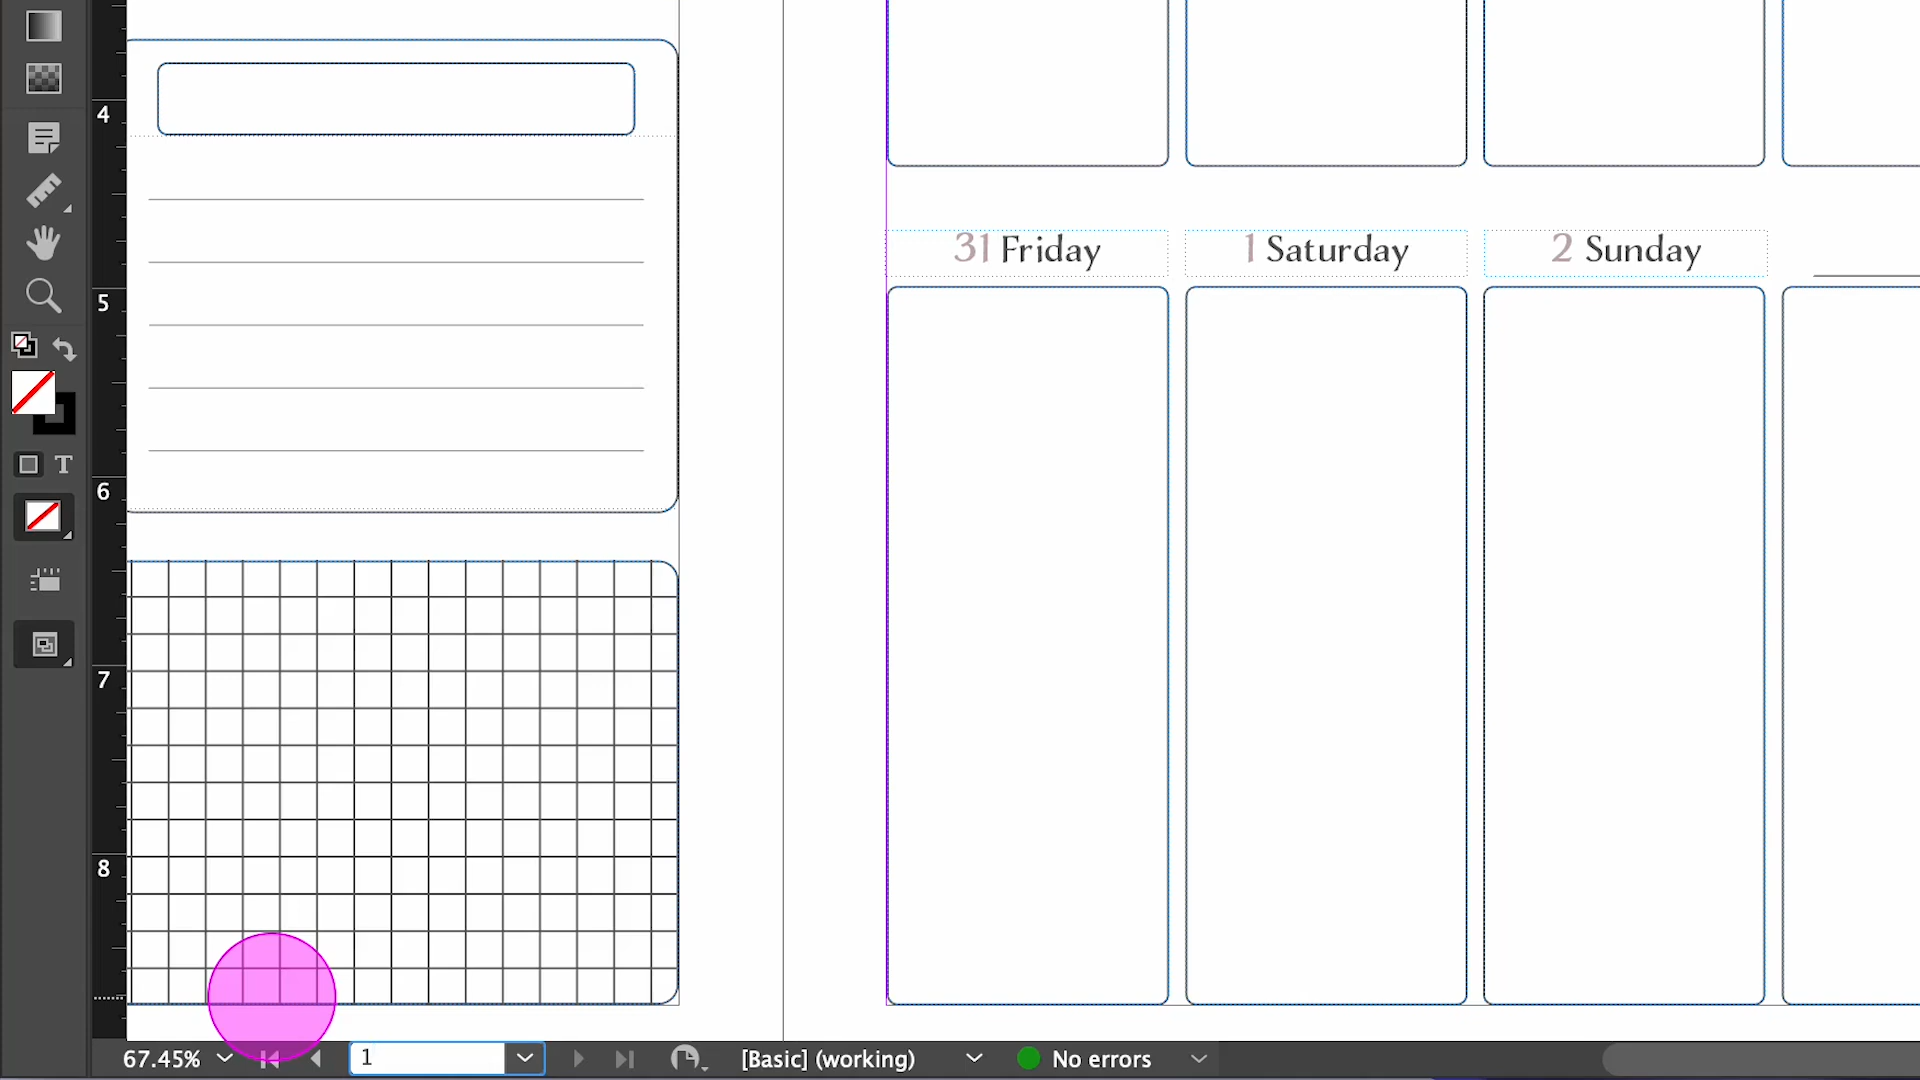 4
5
6
7
8
31 Friday
1 Saturday
2 Sunday
T
67.45%
1
[Basic] (working)
No errors